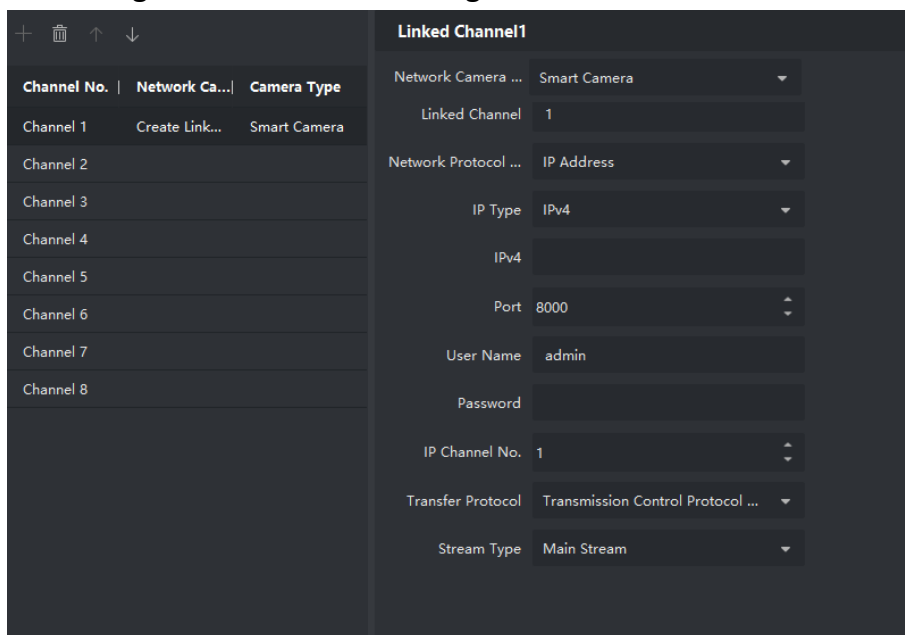 Linked Channel1
Channel No. | Network Ca...| Camera Type
Channel 1 Create Link... Smart Camera
Channel 2
Channel 3
Channel 4
Channel 5
Channel 6
Channel 7
Channel 8
Network Camera ... Smart Camera
Linked Channel 1
Network Protocol ... IP Address
IP Type IPv4
IPv4
Port 8000
User Name admin
Password
IP Channel No. 1
Transfer Protocol Transmission Control Protocol ...
Stream Type Main Stream